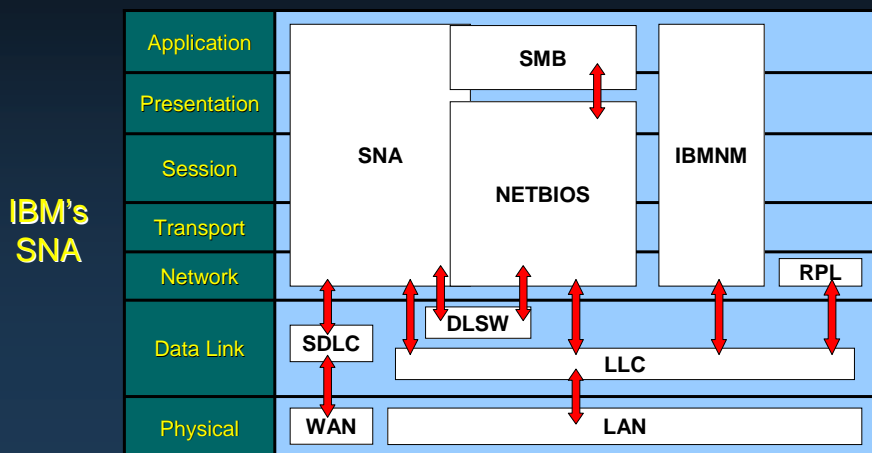 IBM's
SNA
Application
Presentation
Session
Transport
Network
Data Link
Physical
SNA
SMB
NETBIOS
IBMNM
RPL
DLSW
SDLC
LLC
WAN
LAN